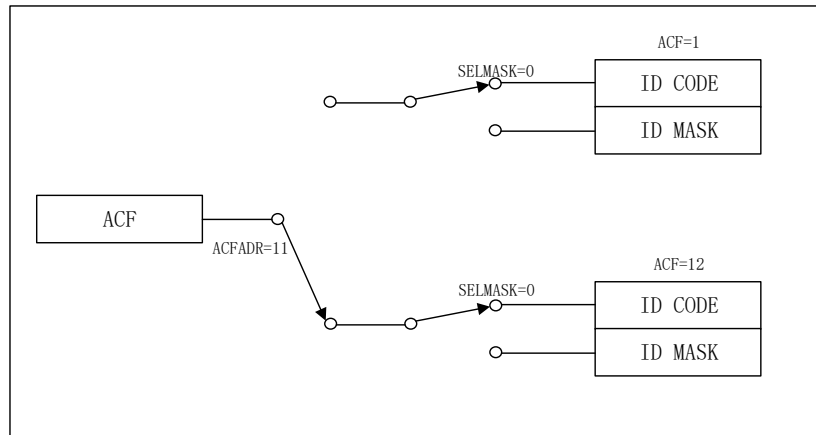 ACF=1
SELMASK=0
ID CODE
ID MASK
ACF
ACFADR=11
ACF=12
SELMASK=0
ID CODE
ID MASK